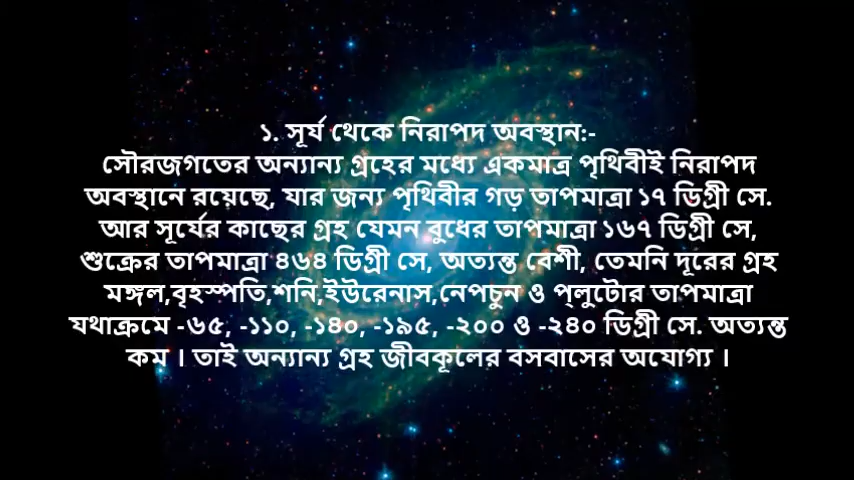 ১. সূর্য থেকে নিরাপদ অবস্থান:-
সৌরজগতের অন্যান্য গ্রহের মধ্যে একমাত্র পৃথিবীই নিরাপদ
অবস্থানে রয়েছে, যার জন্য পৃথিবীর গড় তাপমাত্রা ১৭ ডিগ্রী সে.
আর সূর্যের কাছের গ্রহ যেমন বুধের তাপমাত্রা ১৬৭ ডিগ্রী সে,
শুক্রের তাপমাত্রা ৪৬৪ ডিগ্রী সে, অত্যন্ত বেশী, তেমনি দূরের গ্রহ
মঙ্গল,বৃহস্পতি,শনি,ইউরেনাস,নেপচুন ও প্লুটোর তাপমাত্রা
যথাক্রমে -৬৫, -১১০, -১৪০, -১৯৫, -২০০ ও -২৪০ ডিগ্রী সে. অত্যন্ত
কম । তাই অন্যান্য গ্রহ জীবকূলের বসবাসের অযোগ্য ।